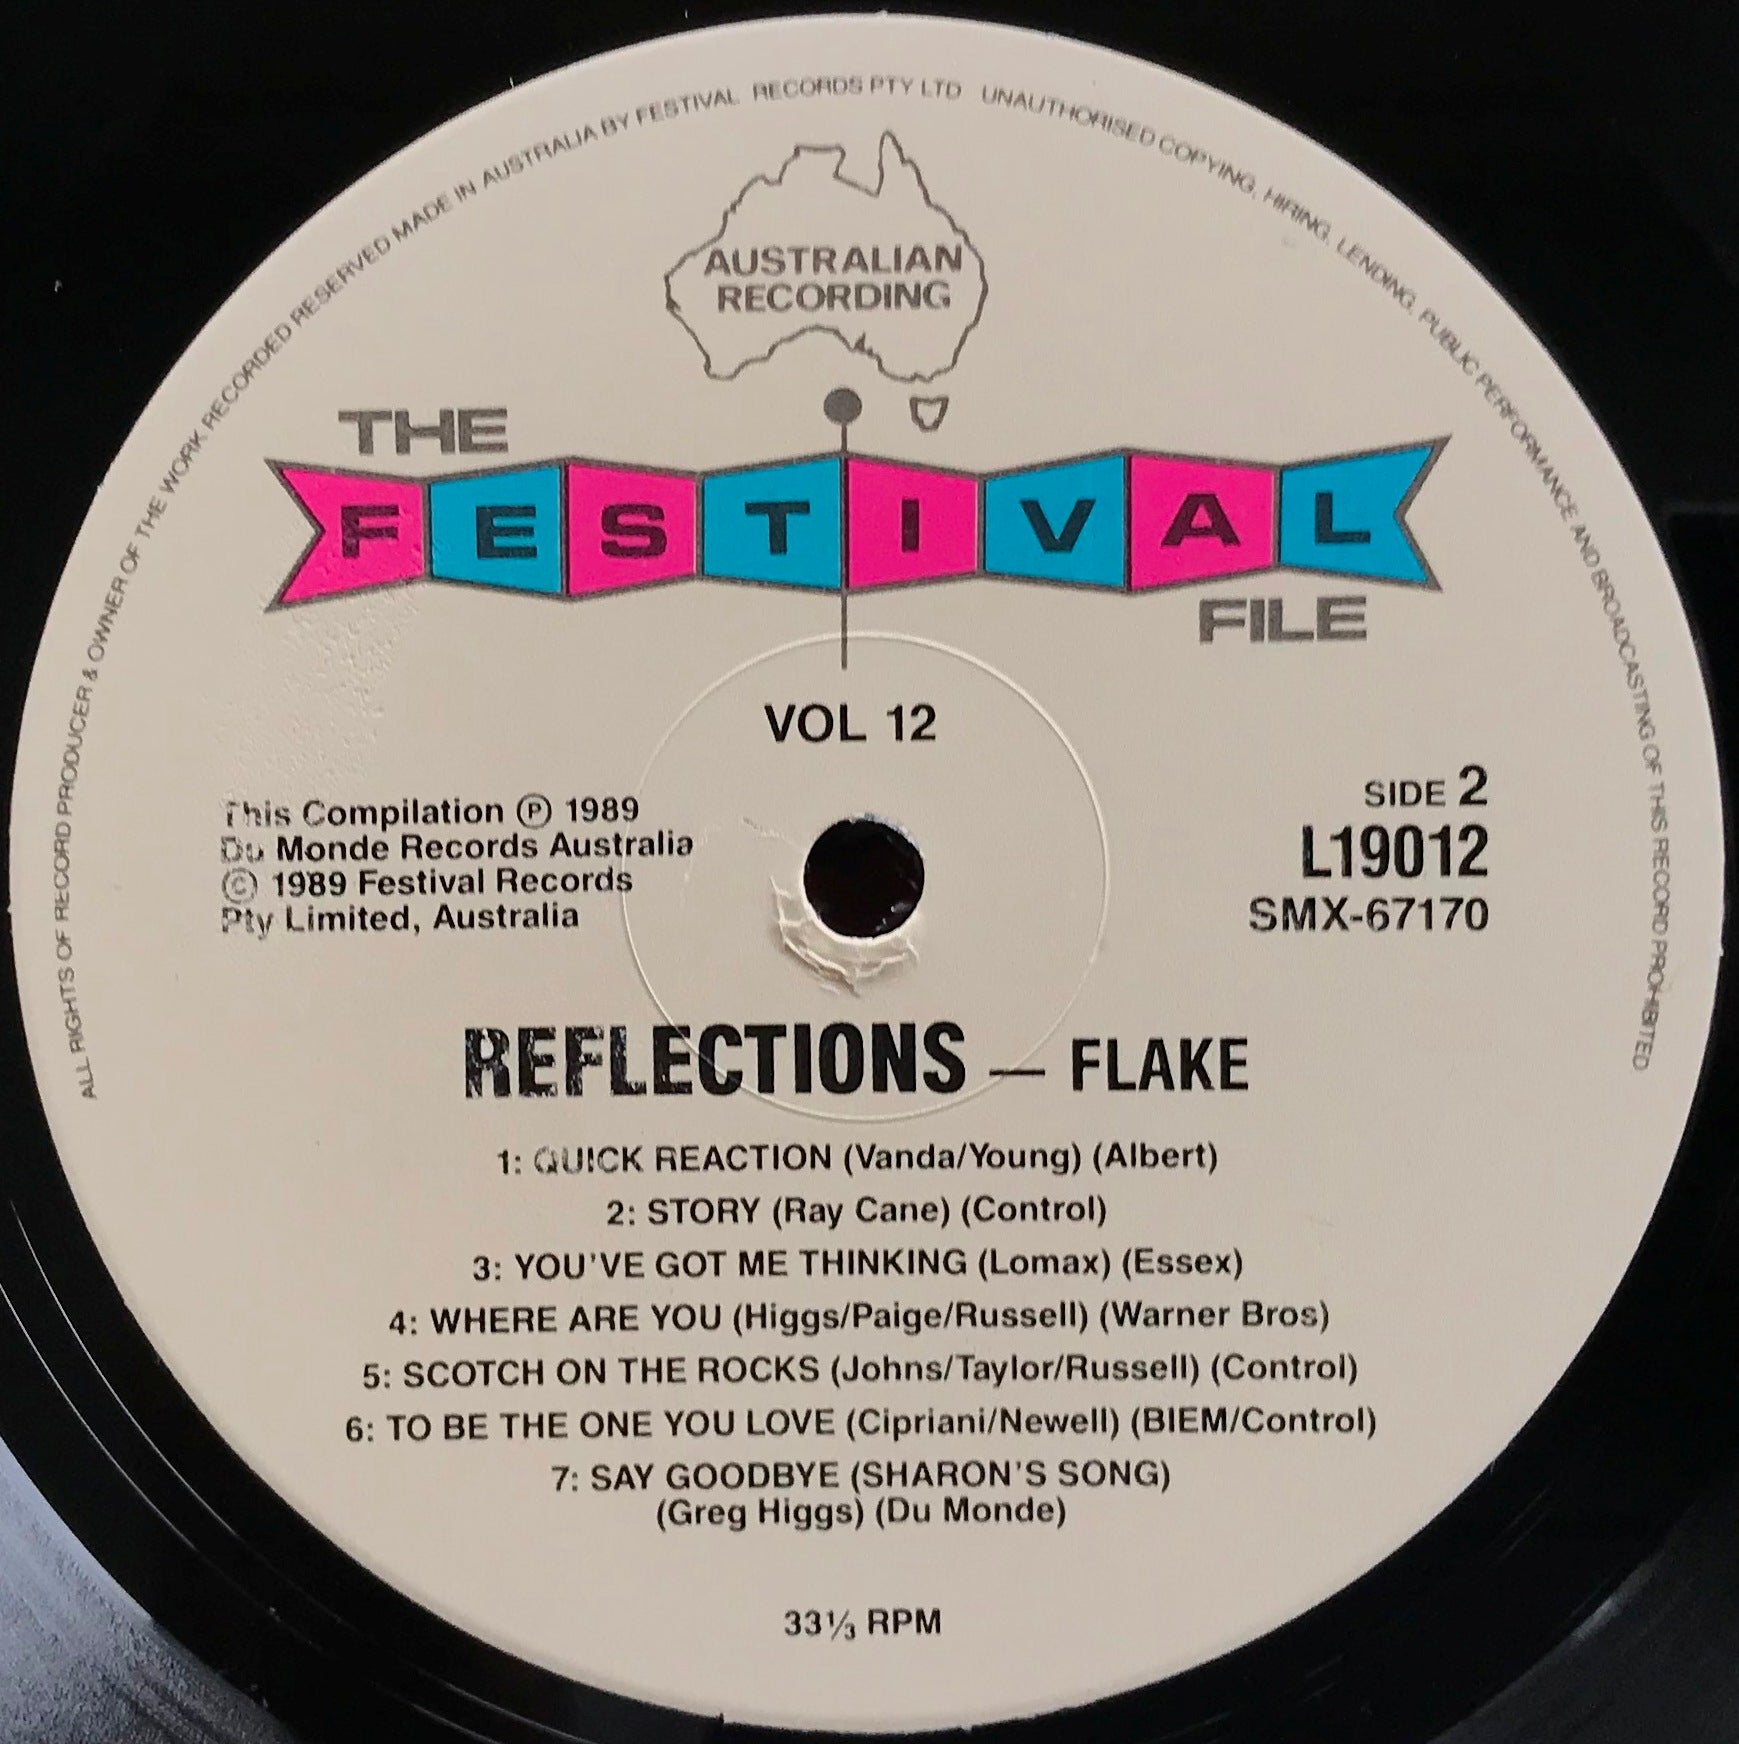 ALL RIGHTS OF RECORD PRODUCER & OWNER OF THE WORK RECORDED RESERVED MADE IN AUSTRALIA BY FESTIVAL RECORDS PTY LTD UNAUTHORISED COPYING, HIRING, LENDING, PUBLIC PERFORMANCE AND BROADCASTING OF THIS RECORD PROHIBITED
AUSTRALIAN
RECORDING
THE
FESTIVAL
FILE
VOL 12
This Compilation Ⓟ 1989
Du Monde Records Australia
© 1989 Festival Records
Pty Limited, Australia
SIDE 2
L19012
SMX-67170
REFLECTIONS — FLAKE
1: QUICK REACTION (Vanda/Young) (Albert)
2: STORY (Ray Cane) (Control)
3: YOU'VE GOT ME THINKING (Lomax) (Essex)
4: WHERE ARE YOU (Higgs/Paige/Russell) (Warner Bros)
5: SCOTCH ON THE ROCKS (Johns/Taylor/Russell) (Control)
6: TO BE THE ONE YOU LOVE (Cipriani/Newell) (BIEM/Control)
7: SAY GOODBYE (SHARON'S SONG)
(Greg Higgs) (Du Monde)
33⅓ RPM